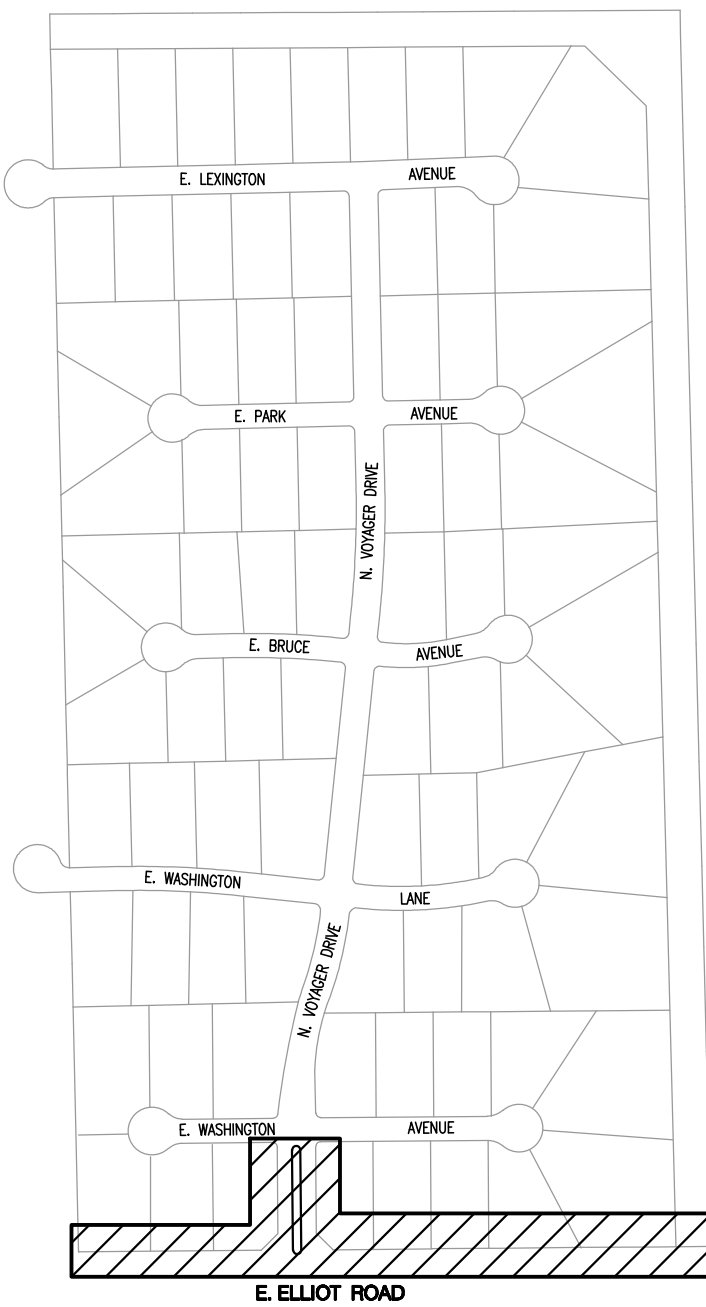 E. LEXINGTON AVENUE
E. PARK AVENUE
N. VOYAGER DRIVE
E. BRUCE AVENUE
E. WASHINGTON LANE
N. VOYAGER DRIVE
E. WASHINGTON AVENUE
E. ELLIOT ROAD